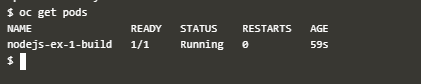 $ oc get pods
NAME                READY   STATUS    RESTARTS   AGE
nodejs-ex-1-build   1/1     Running   0          59s
$